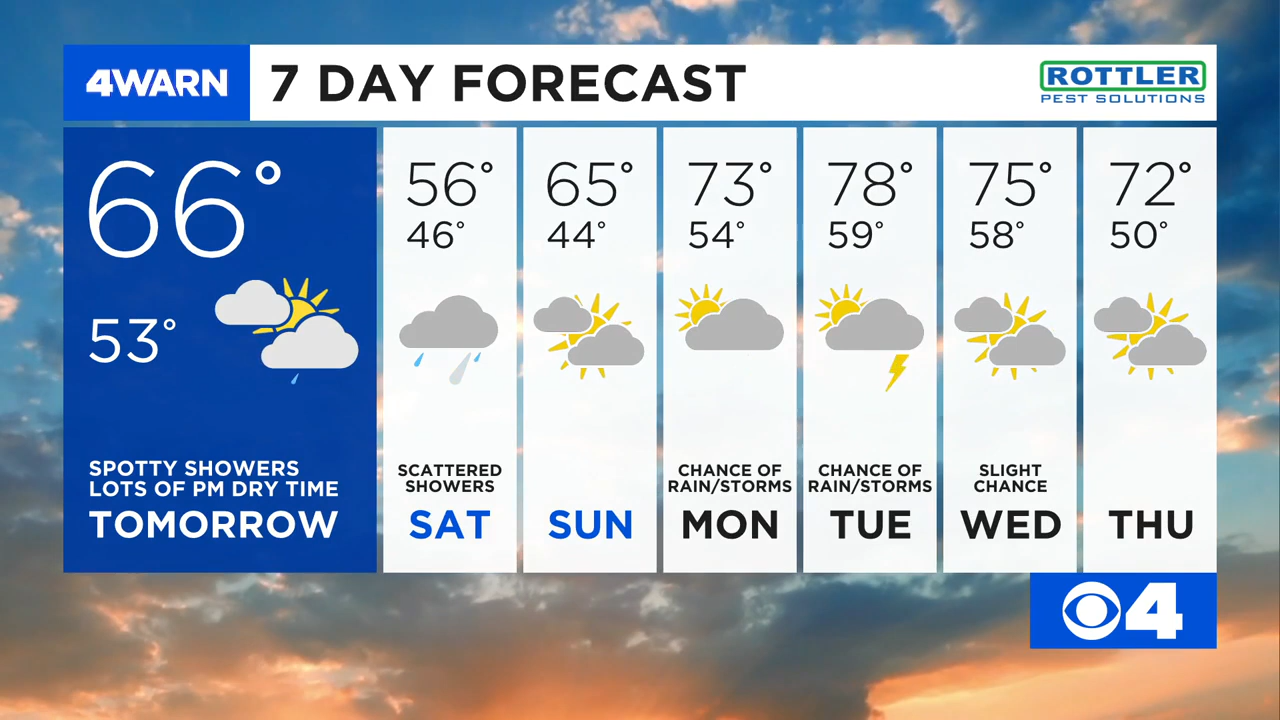 4WARN
7 DAY FORECAST
ROTTLER
PEST SOLUTIONS
66°
53°
SPOTTY SHOWERS
LOTS OF PM DRY TIME
TOMORROW
56°
46°
SCATTERED
SHOWERS
SAT
65°
44°
SUN
73°
54°
CHANCE OF
RAIN/STORMS
MON
78°
59°
CHANCE OF
RAIN/STORMS
TUE
75°
58°
SLIGHT
CHANCE
WED
72°
50°
THU
4